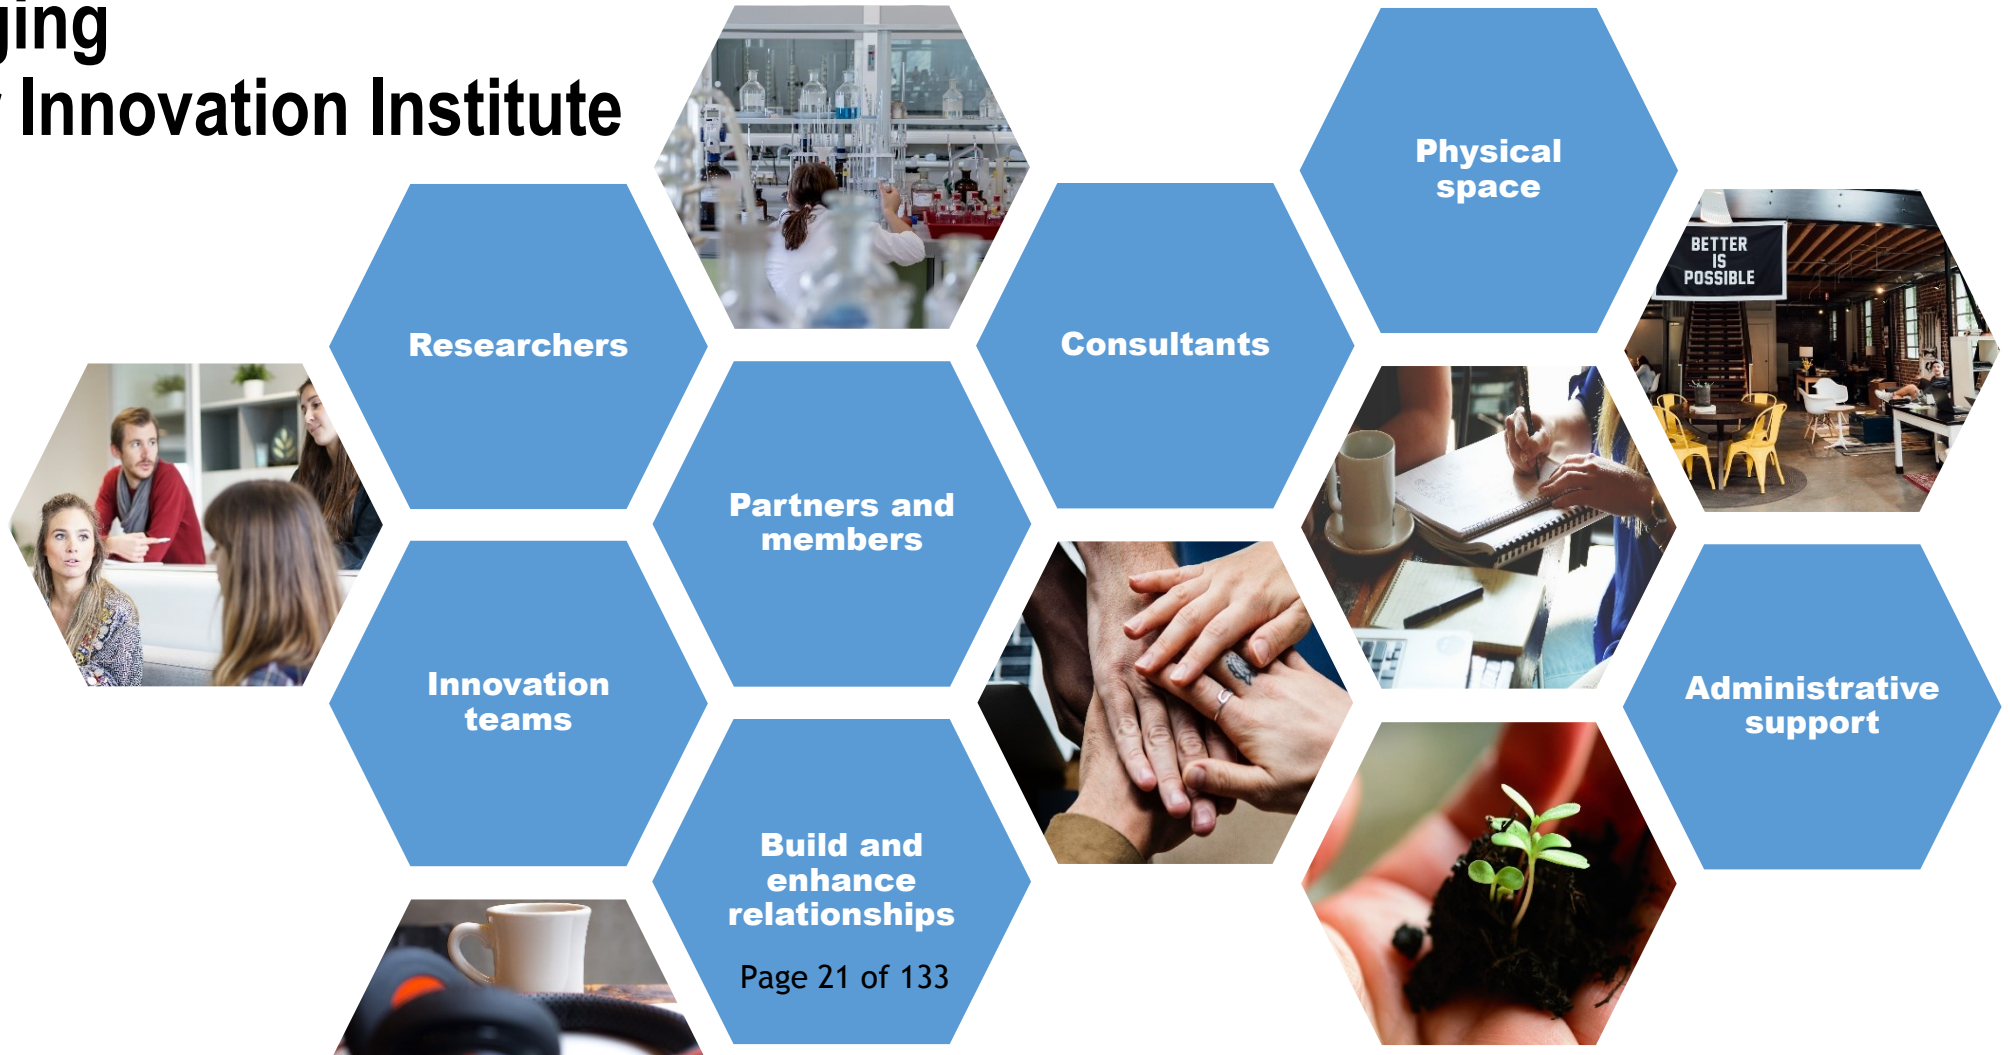 Innovation Institute
Physical
space
BETTER
IS
POSSIBLE
Researchers
Consultants
Partners and
members
Innovation
teams
Administrative
support
Build and
enhance
relationships
Page 21 of 133